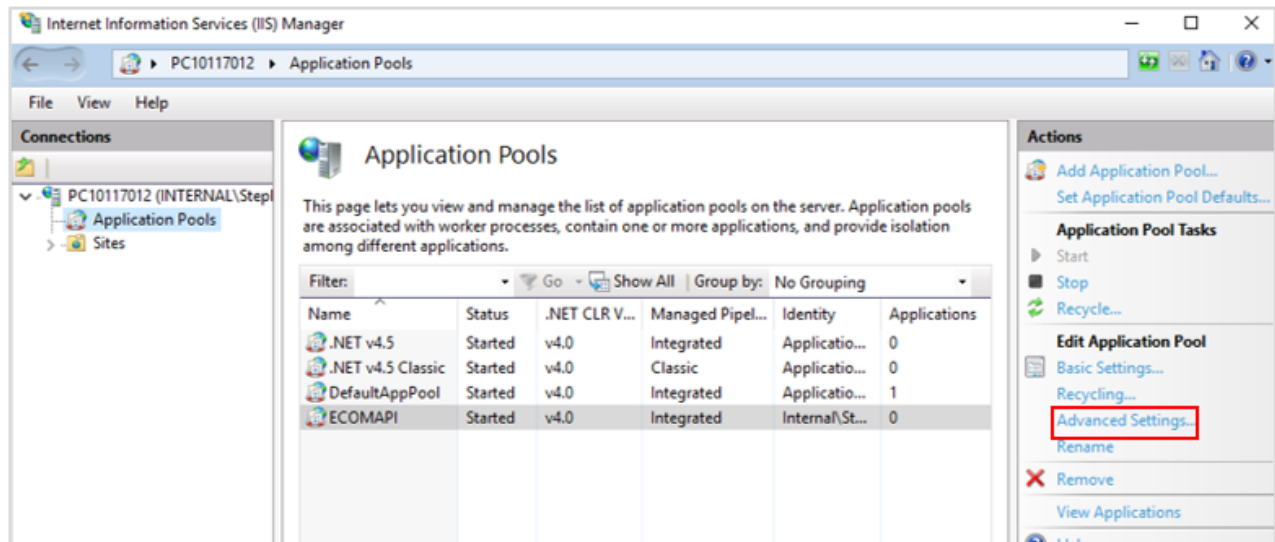 Internet Information Services (IIS) Manager
PC10117012 Application Pools
File View Help
Connections
PC10117012 (INTERNAL\Stepl
Application Pools
Sites
Application Pools
This page lets you view and manage the list of application pools on the server. Application pools
are associated with worker processes, contain one or more applications, and provide isolation
among different applications.
Filter: Go Show All Group by: No Grouping
Name Status .NET CLR V... Managed Pipel... Identity Applications
.NET v4.5 Started v4.0 Integrated Applicatio... 0
.NET v4.5 Classic Started v4.0 Classic Applicatio... 0
DefaultAppPool Started v4.0 Integrated Applicatio... 1
ECOMAPI Started v4.0 Integrated Internal\St... 0
Actions
Add Application Pool...
Set Application Pool Defaults...
Application Pool Tasks
Start
Stop
Recycle...
Edit Application Pool
Basic Settings...
Recycling...
Advanced Settings...
Rename
Remove
View Applications